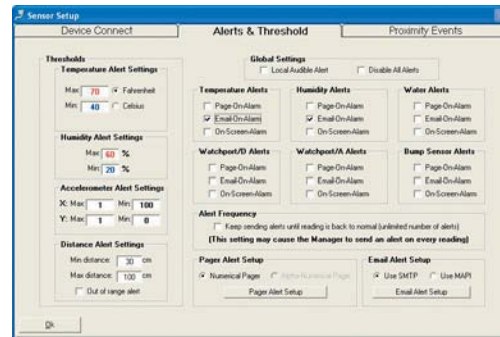 Sensor Setup
Device Connect
Alerts & Threshold
Proximity Events
Thresholds
Temperature Alert Settings
Max: 70 Fahrenheit
Min: 40 Celsius
Humidity Alert Settings
Max: 60 %
Min: 20 %
Accelerometer Alert Settings
X: Max: 1 Min: 100
Y: Max: 1 Min: 0
Distance Alert Settings
Min distance: 30 cm
Max distance: 100 cm
Out of range alert
Global Settings
Local Audible Alert Disable All Alerts
Temperature Alerts
Page-On-Alarm
Email-On-Alarm
On-Screen-Alarm
Humidity Alerts
Page-On-Alarm
Email-On-Alarm
On-Screen-Alarm
Water Alerts
Page-On-Alarm
Email-On-Alarm
On-Screen-Alarm
Watchport/D Alerts
Page-On-Alarm
Email-On-Alarm
On-Screen-Alarm
Watchport/A Alerts
Page-On-Alarm
Email-On-Alarm
On-Screen-Alarm
Bump Sensor Alerts
Page-On-Alarm
Email-On-Alarm
On-Screen-Alarm
Alert Frequency
Keep sending alerts until reading is back to normal (unlimited number of alerts)
(This setting may cause the Manager to send an alert on every reading)
Pager Alert Setup
Numerical Pager Alpha-Numerical Pager
Pager Alert Setup
Email Alert Setup
Use SMTP Use MAPI
Email Alert Setup
Ok